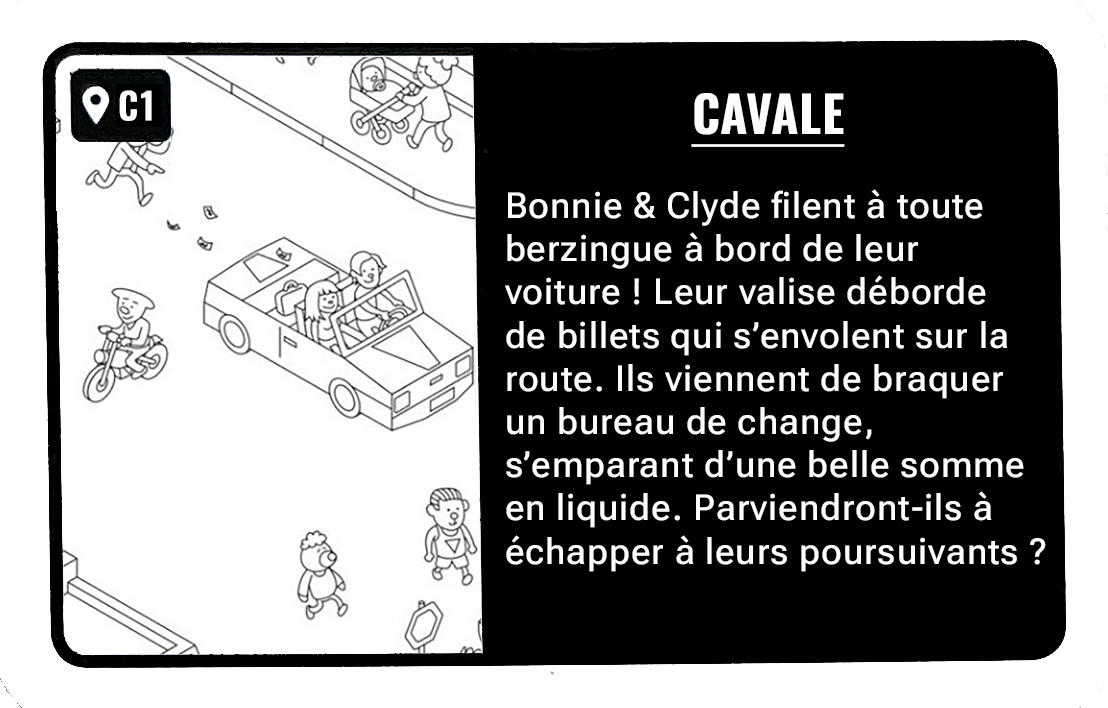 C1
CAVALE
Bonnie & Clyde filent à toute
berzingue à bord de leur
voiture ! Leur valise déborde
de billets qui s’envolent sur la
route. Ils viennent de braquer
un bureau de change,
s’emparant d’une belle somme
en liquide. Parviendront-ils à
échapper à leurs poursuivants ?